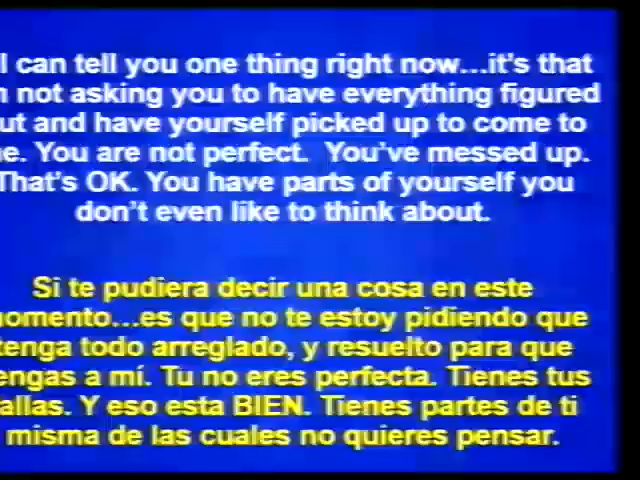 I can tell you one thing right now...it's that
not asking you to have everything figured
and have yourself picked up to come to
You are not perfect. You've messed up.
That's OK. You have parts of yourself you
don't even like to think about.
Si te pudiera decir una cosa en este
momento...es que no te estoy pidiendo que
tenga todo arreglado, y resuelto para que
a mí. Tu no eres perfecta. Tienes tus
Y eso esta BIEN. Tienes partes de ti
misma de las cuales no quieres pensar.